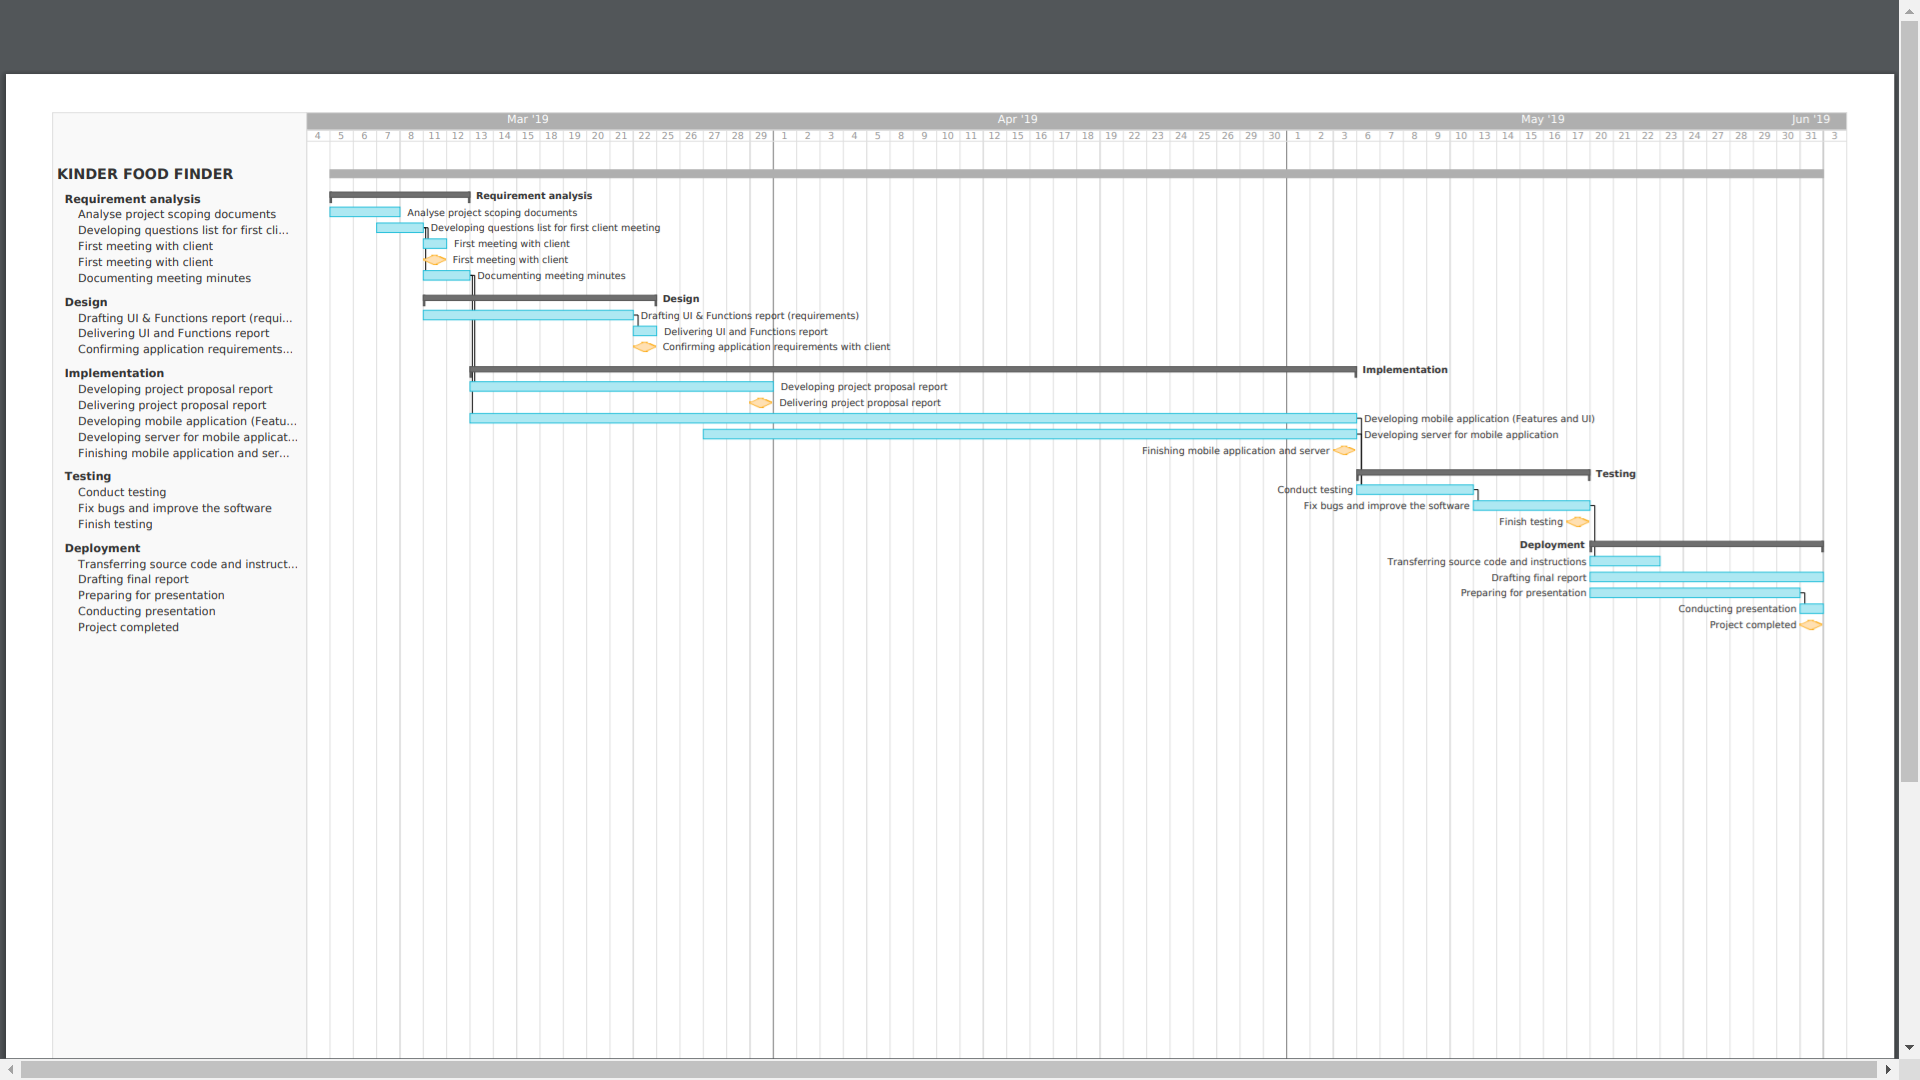 Mar '19 Apr '19 May '19 Jun '19
4 5 6 7 8 11 12 13 14 15 18 19 20 21 22 25 26 27 28 29 1 2 3 4 5 8 9 10 11 12 15 16 17 18 19 22 23 24 25 26 29 30 1 2 3 6 7 8 9 10 13 14 15 16 17 20 21 22 23 24 27 28 29 30 31 3
KINDER FOOD FINDER
Requirement analysis Requirement analysis
Analyse project scoping documents Analyse project scoping documents
Developing questions list for first cli... Developing questions list for first client meeting
First meeting with client First meeting with client
First meeting with client First meeting with client
Documenting meeting minutes Documenting meeting minutes
Design Design
Drafting UI & Functions report (requi... Drafting UI & Functions report (requirements)
Delivering UI and Functions report Delivering UI and Functions report
Confirming application requirements... Confirming application requirements with client
Implementation Implementation
Developing project proposal report Developing project proposal report
Delivering project proposal report Delivering project proposal report
Developing mobile application (Featu... Developing mobile application (Features and UI)
Developing server for mobile applicat... Developing server for mobile application
Finishing mobile application and ser... Finishing mobile application and server
Testing Testing
Conduct testing Conduct testing
Fix bugs and improve the software Fix bugs and improve the software
Finish testing Finish testing
Deployment Deployment
Transferring source code and instruct... Transferring source code and instructions
Drafting final report Drafting final report
Preparing for presentation Preparing for presentation
Conducting presentation Conducting presentation
Project completed Project completed